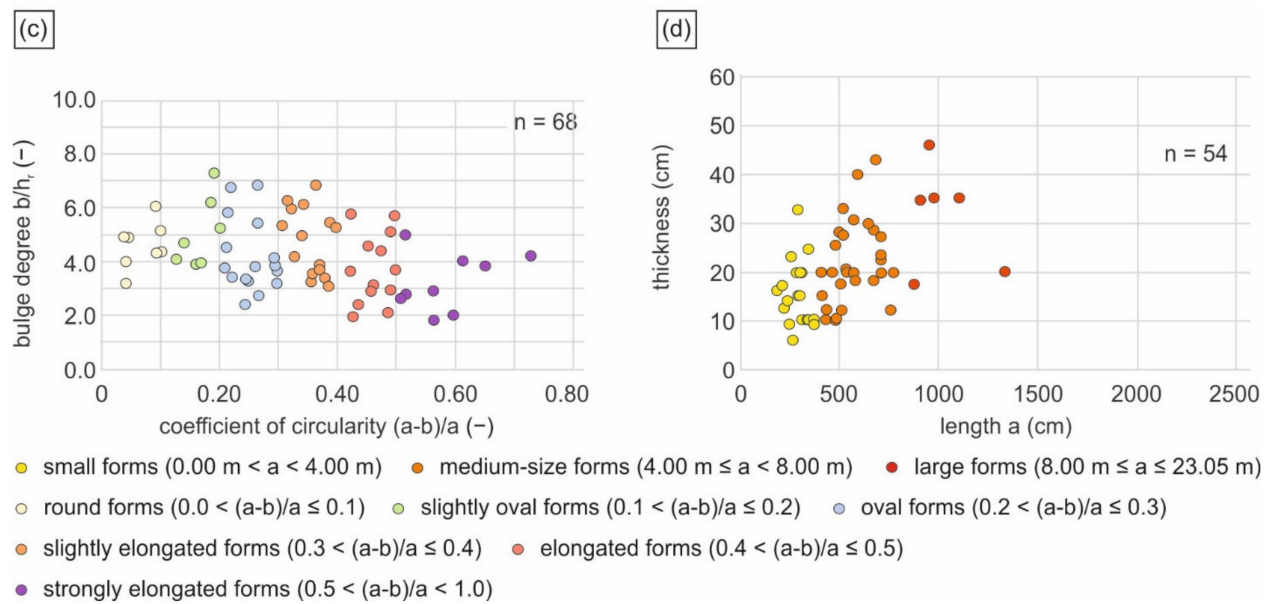 (c)
10.0
8.0
6.0
4.0
2.0
0.0
bulge degree b/hᵣ (−)
n = 68
0
0.20
0.40
0.60
0.80
coefficient of circularity (a-b)/a (−)
(d)
60
50
40
30
20
10
0
thickness (cm)
n = 54
0
500
1000
1500
2000
2500
length a (cm)
small forms (0.00 m < a < 4.00 m)
medium-size forms (4.00 m ≤ a < 8.00 m)
large forms (8.00 m ≤ a ≤ 23.05 m)
round forms (0.0 < (a-b)/a ≤ 0.1)
slightly oval forms (0.1 < (a-b)/a ≤ 0.2)
oval forms (0.2 < (a-b)/a ≤ 0.3)
slightly elongated forms (0.3 < (a-b)/a ≤ 0.4)
elongated forms (0.4 < (a-b)/a ≤ 0.5)
strongly elongated forms (0.5 < (a-b)/a < 1.0)